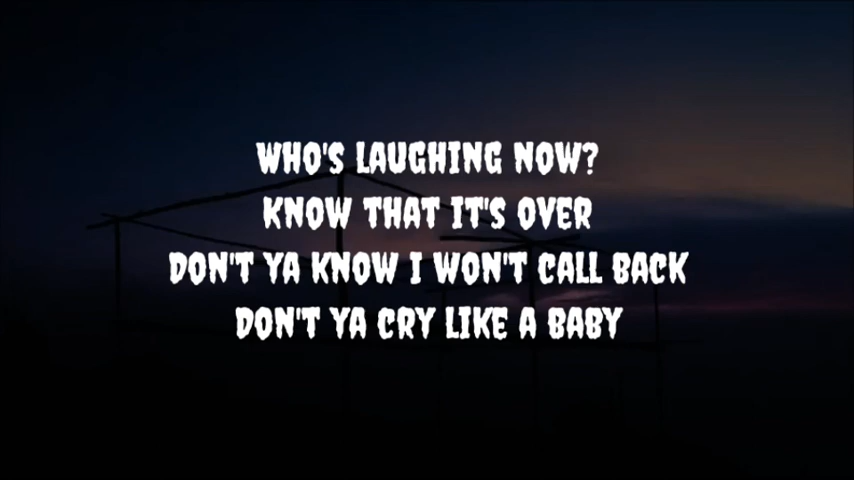 WHO'S LAUGHING NOW?
KNOW THAT IT'S OVER
DON'T YA KNOW I WON'T CALL BACK
DON'T YA CRY LIKE A BABY